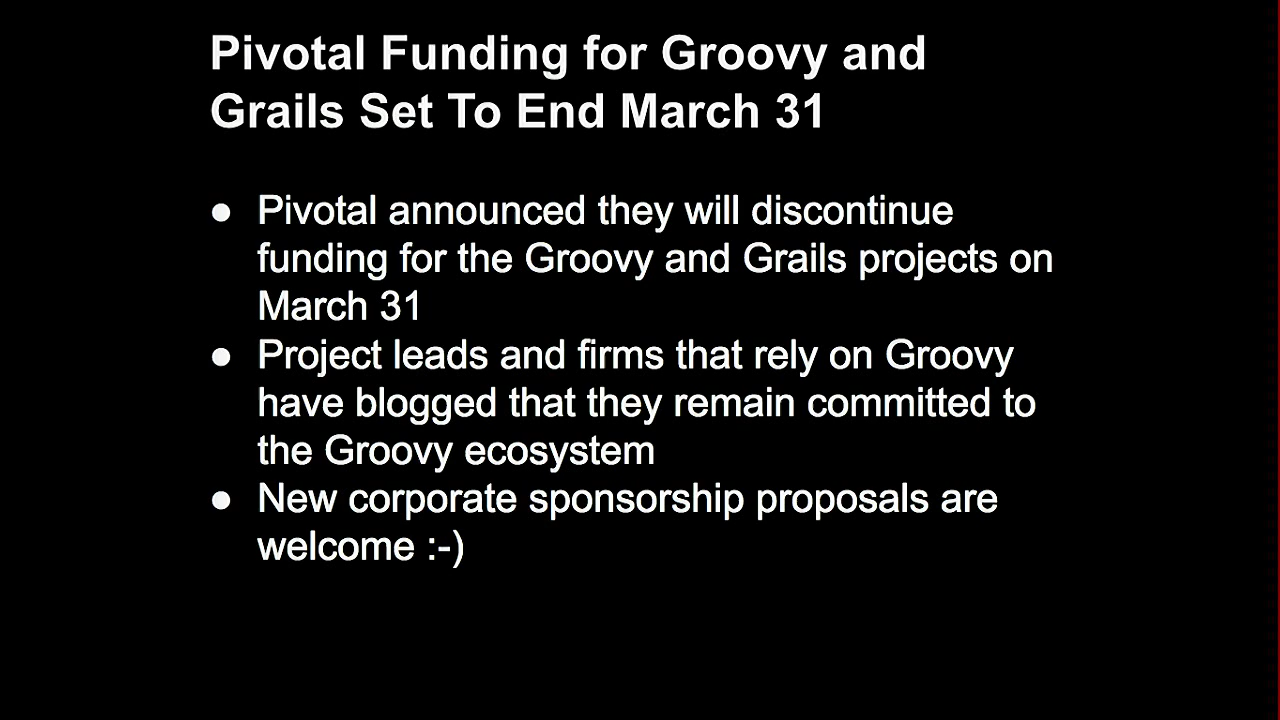 Pivotal Funding for Groovy and
Grails Set To End March 31
● Pivotal announced they will discontinue
funding for the Groovy and Grails projects on
March 31
● Project leads and firms that rely on Groovy
have blogged that they remain committed to
the Groovy ecosystem
● New corporate sponsorship proposals are
welcome :-)